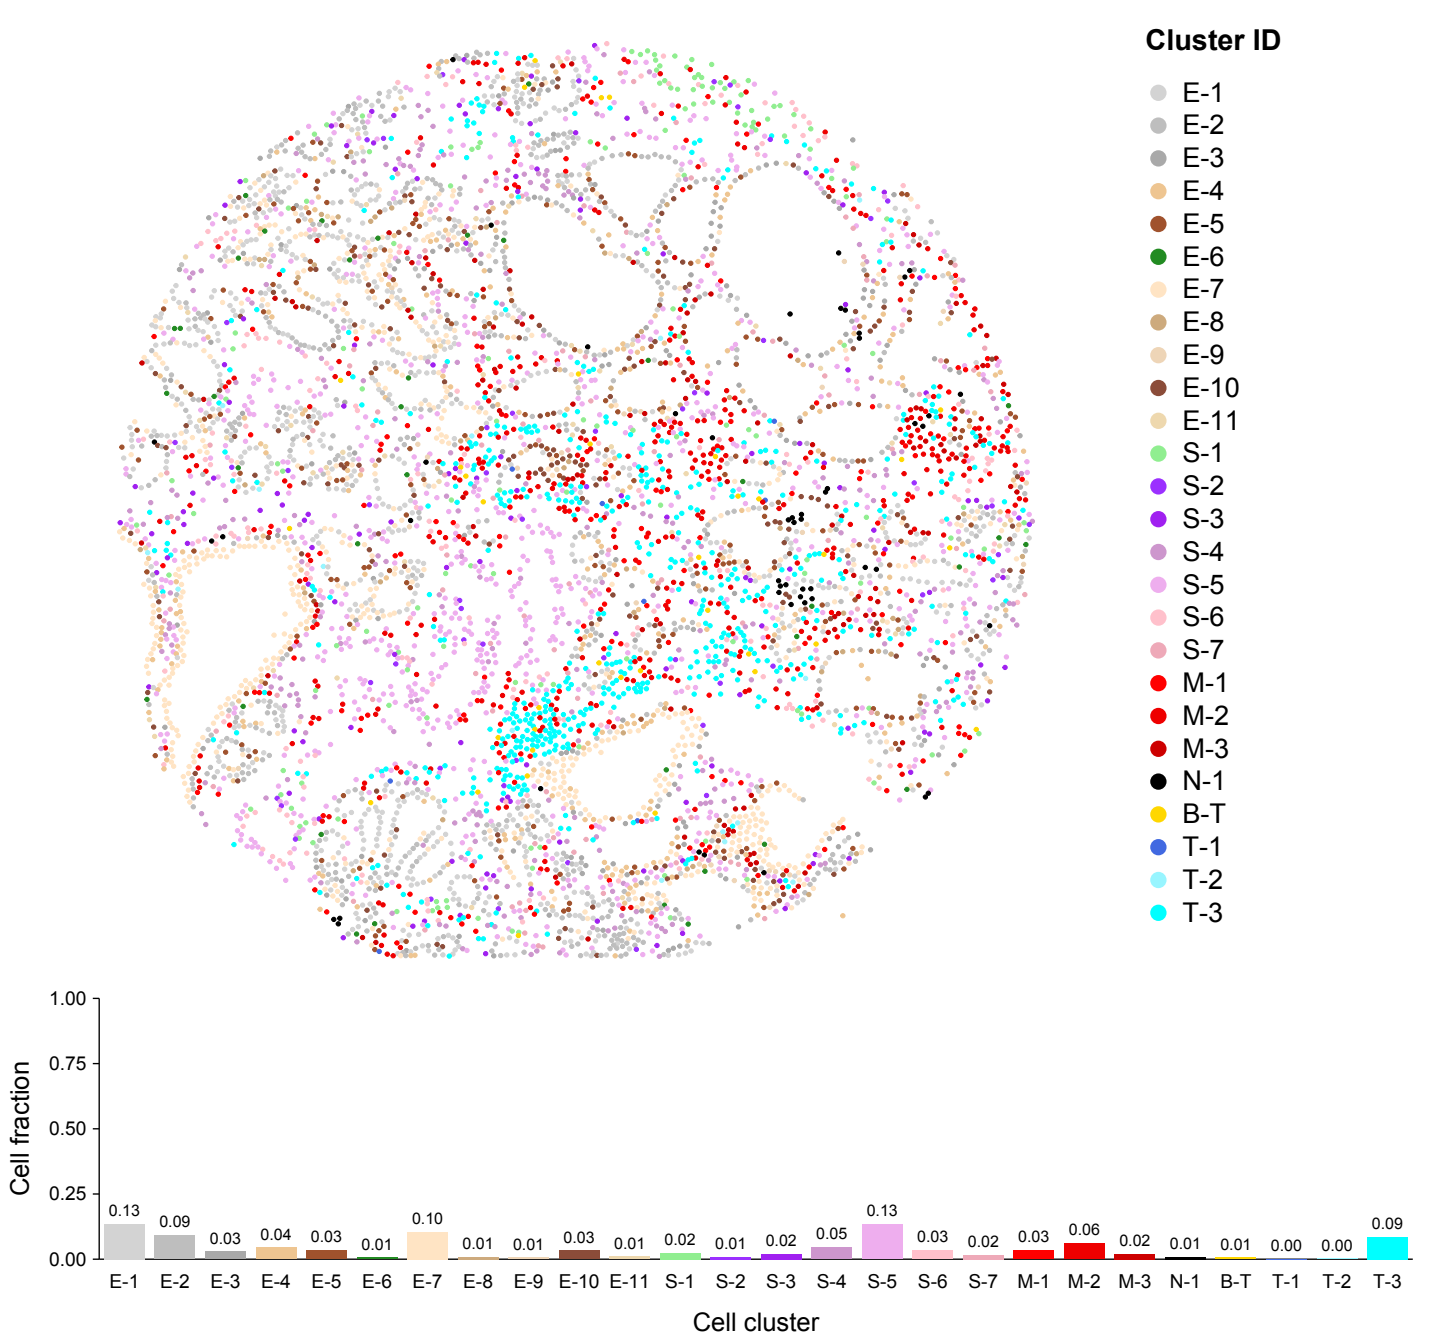 Cluster ID
E-1
E-2
E-3
E-4
E-5
E-6
E-7
E-8
E-9
E-10
E-11
S-1
S-2
S-3
S-4
S-5
S-6
S-7
M-1
M-2
M-3
N-1
B-T
T-1
T-2
T-3
1.00
0.75
0.50
0.25
0.00
Cell fraction
0.13 0.09 0.03 0.04 0.03 0.01 0.10 0.01 0.01 0.03 0.01 0.02 0.01 0.02 0.05 0.13 0.03 0.02 0.03 0.06 0.02 0.01 0.01 0.00 0.00 0.09
E-1 E-2 E-3 E-4 E-5 E-6 E-7 E-8 E-9 E-10 E-11 S-1 S-2 S-3 S-4 S-5 S-6 S-7 M-1 M-2 M-3 N-1 B-T T-1 T-2 T-3
Cell cluster